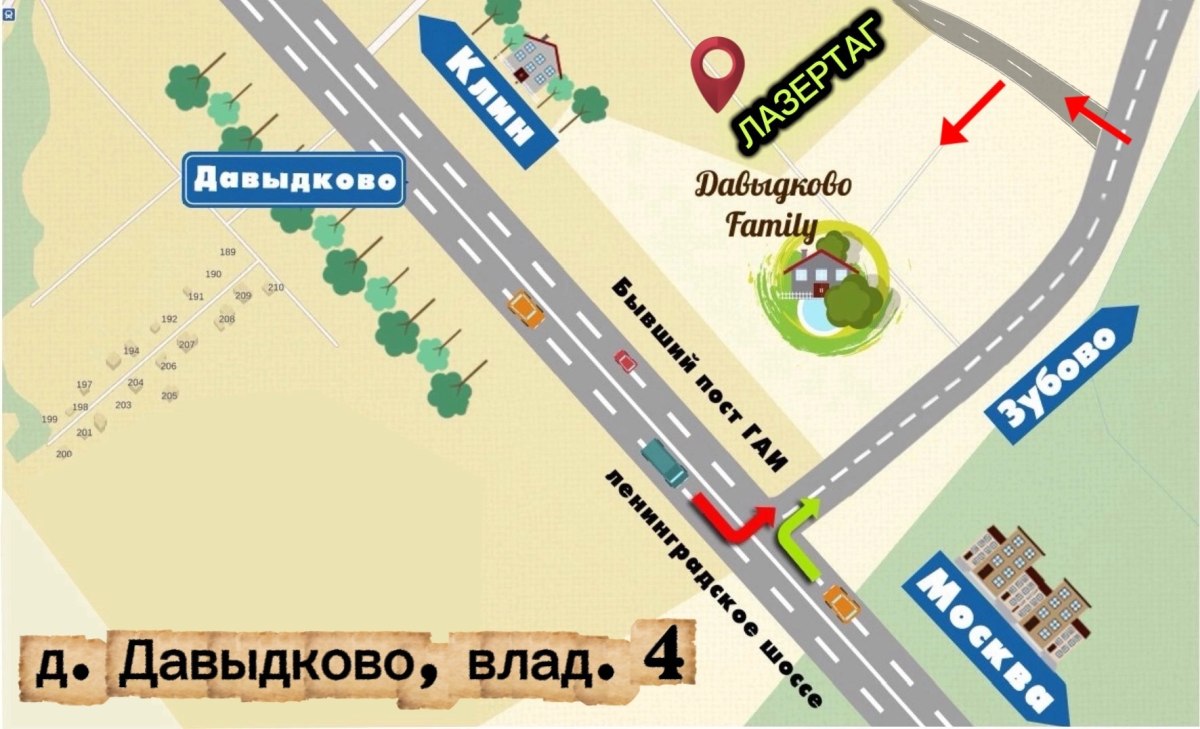 Клин
ЛАЗЕРТАГ
Давыдково
Давыдково
Family
189
190
191
209
210
192
208
207
194
206
197
204
205
198
203
199
201
200
Бывший пост ГАИ
Зубово
ленинградское шоссе
Москва
д. Давыдково, влад. 4